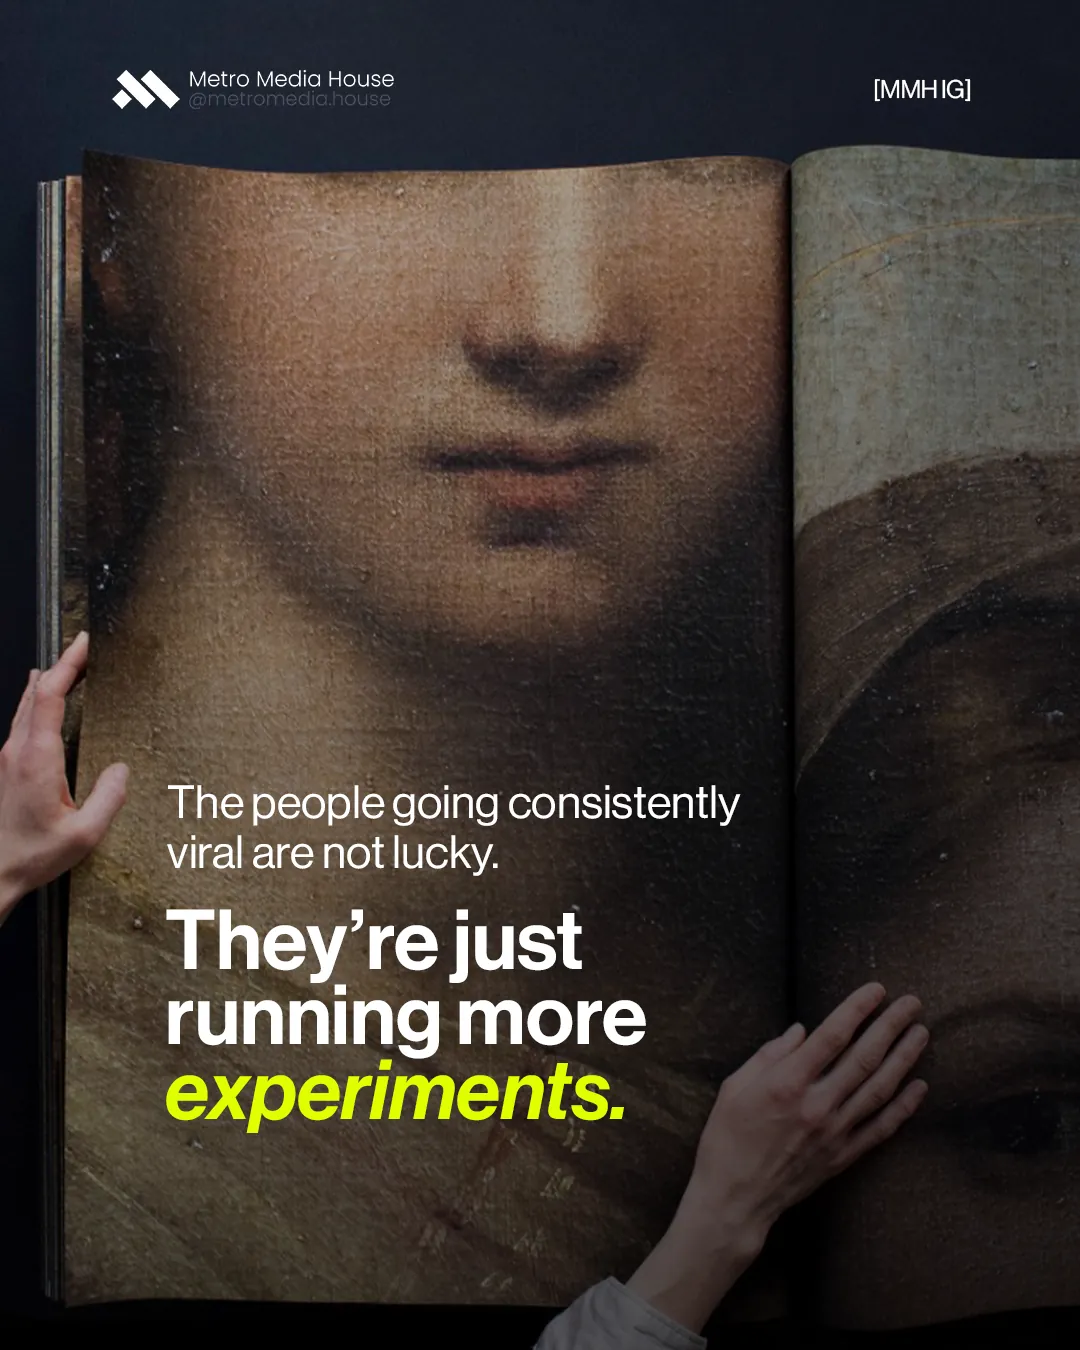 Metro Media House
@metromedia.house
[MMH IG]
The people going consistently
viral are not lucky.
They're just
running more
experiments.